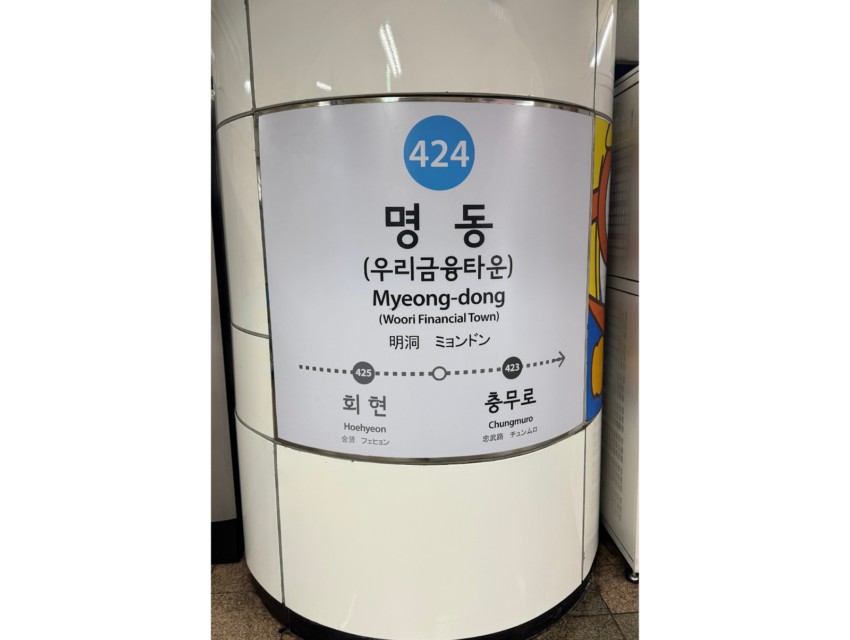 424
명 동
(우리금융타운)
Myeong-dong
(Woori Financial Town)
明洞 ミョンドン
425
423
회 현
Hoehyeon
会贤 フェヒョン
충무로
Chungmuro
忠武路 チュンムロ